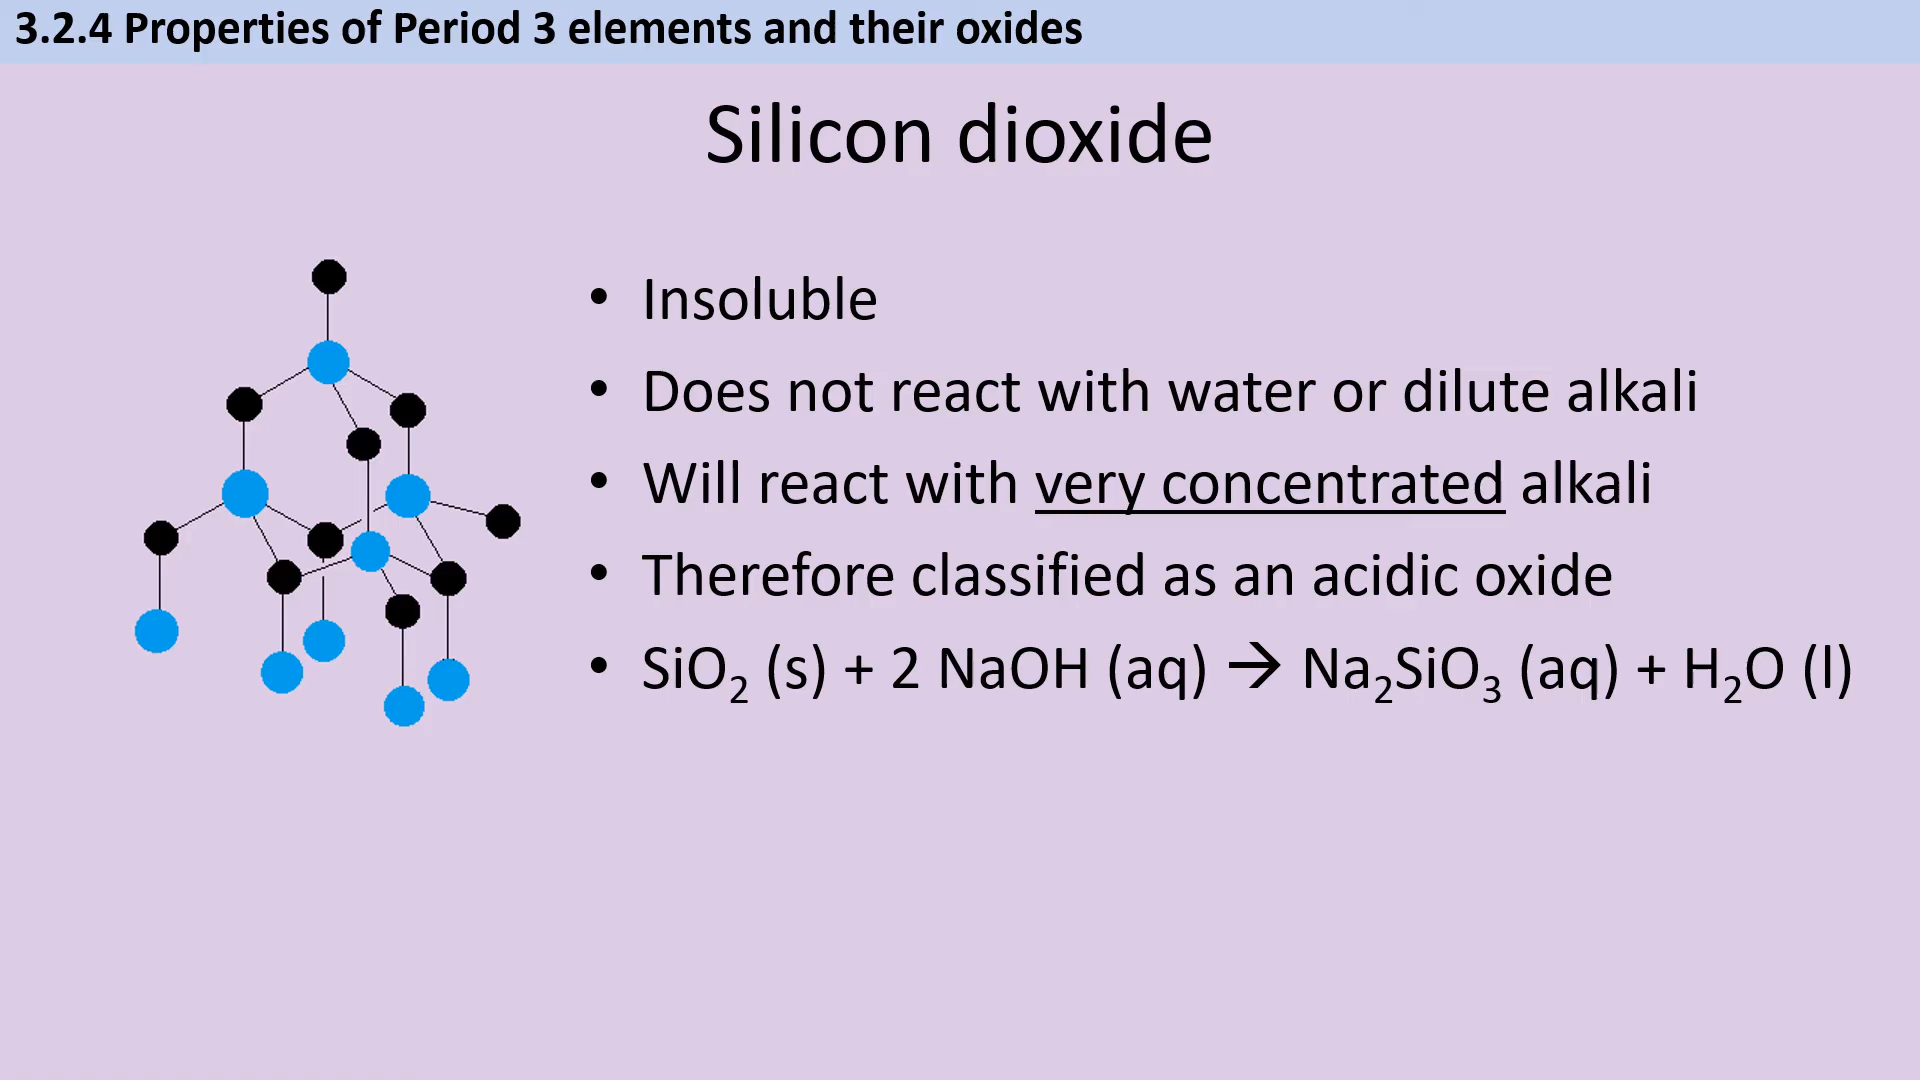 3.2.4 Properties of Period 3 elements and their oxides
Silicon dioxide
• Insoluble
• Does not react with water or dilute alkali
• Will react with very concentrated alkali
• Therefore classified as an acidic oxide
• SiO₂ (s) + 2 NaOH (aq) → Na₂SiO₃ (aq) + H₂O (l)